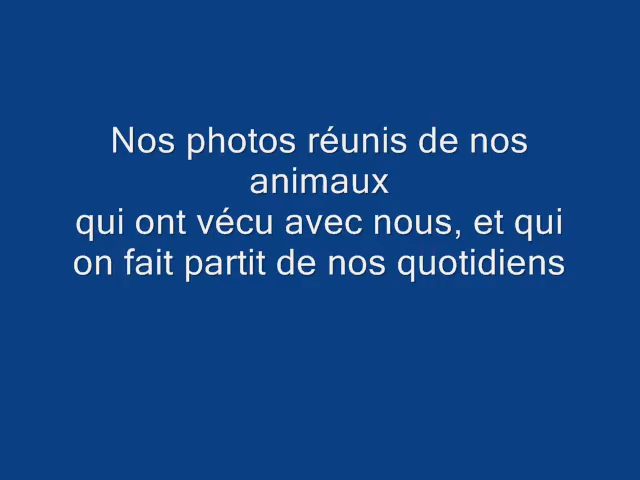 Nos photos réunis de nos
animaux
qui ont vécu avec nous, et qui
on fait partit de nos quotidiens